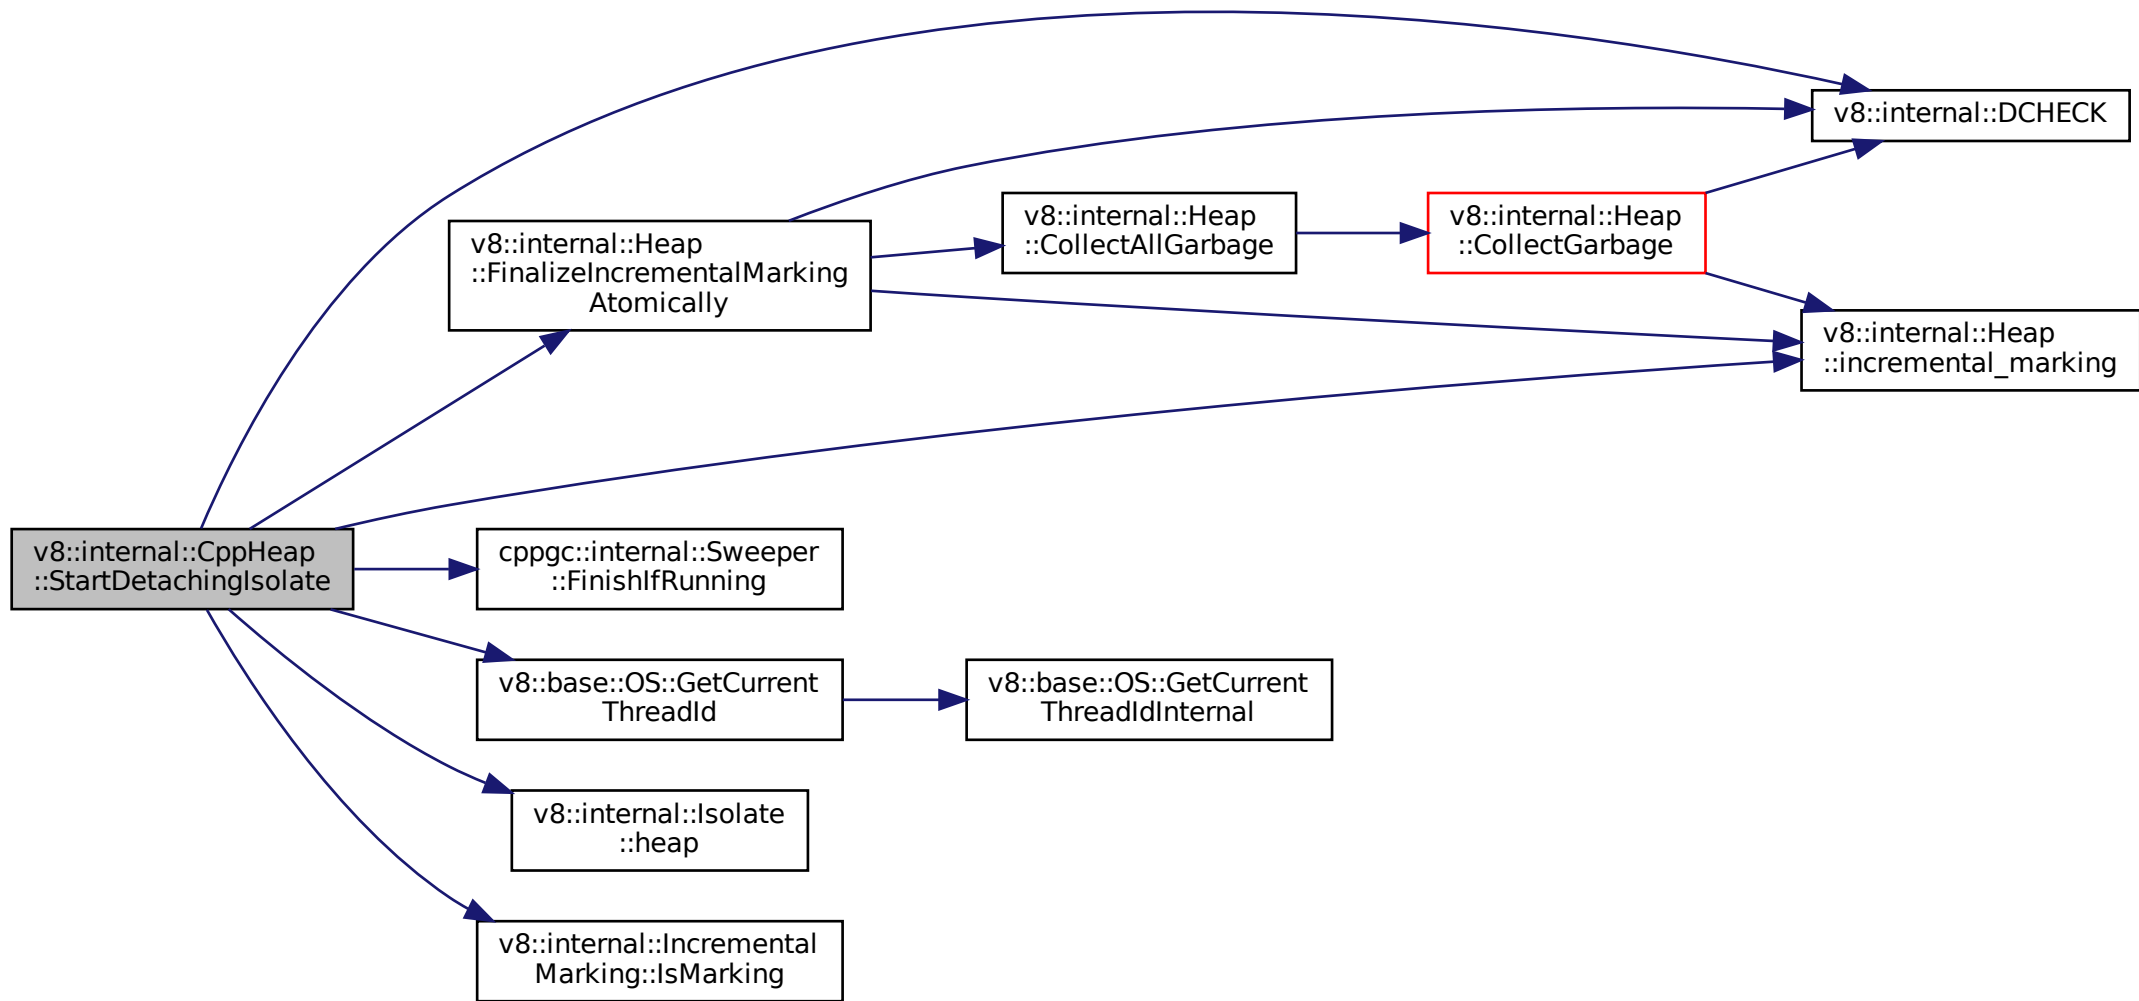 v8::internal::DCHECK
v8::internal::Heap
::CollectAllGarbage
v8::internal::Heap
::CollectGarbage
v8::internal::Heap
::FinalizeIncrementalMarking
Atomically
v8::internal::Heap
::incremental_marking
v8::internal::CppHeap
::StartDetachingIsolate
cppgc::internal::Sweeper
::FinishIfRunning
v8::base::OS::GetCurrent
ThreadId
v8::base::OS::GetCurrent
ThreadIdInternal
v8::internal::Isolate
::heap
v8::internal::Incremental
Marking::IsMarking